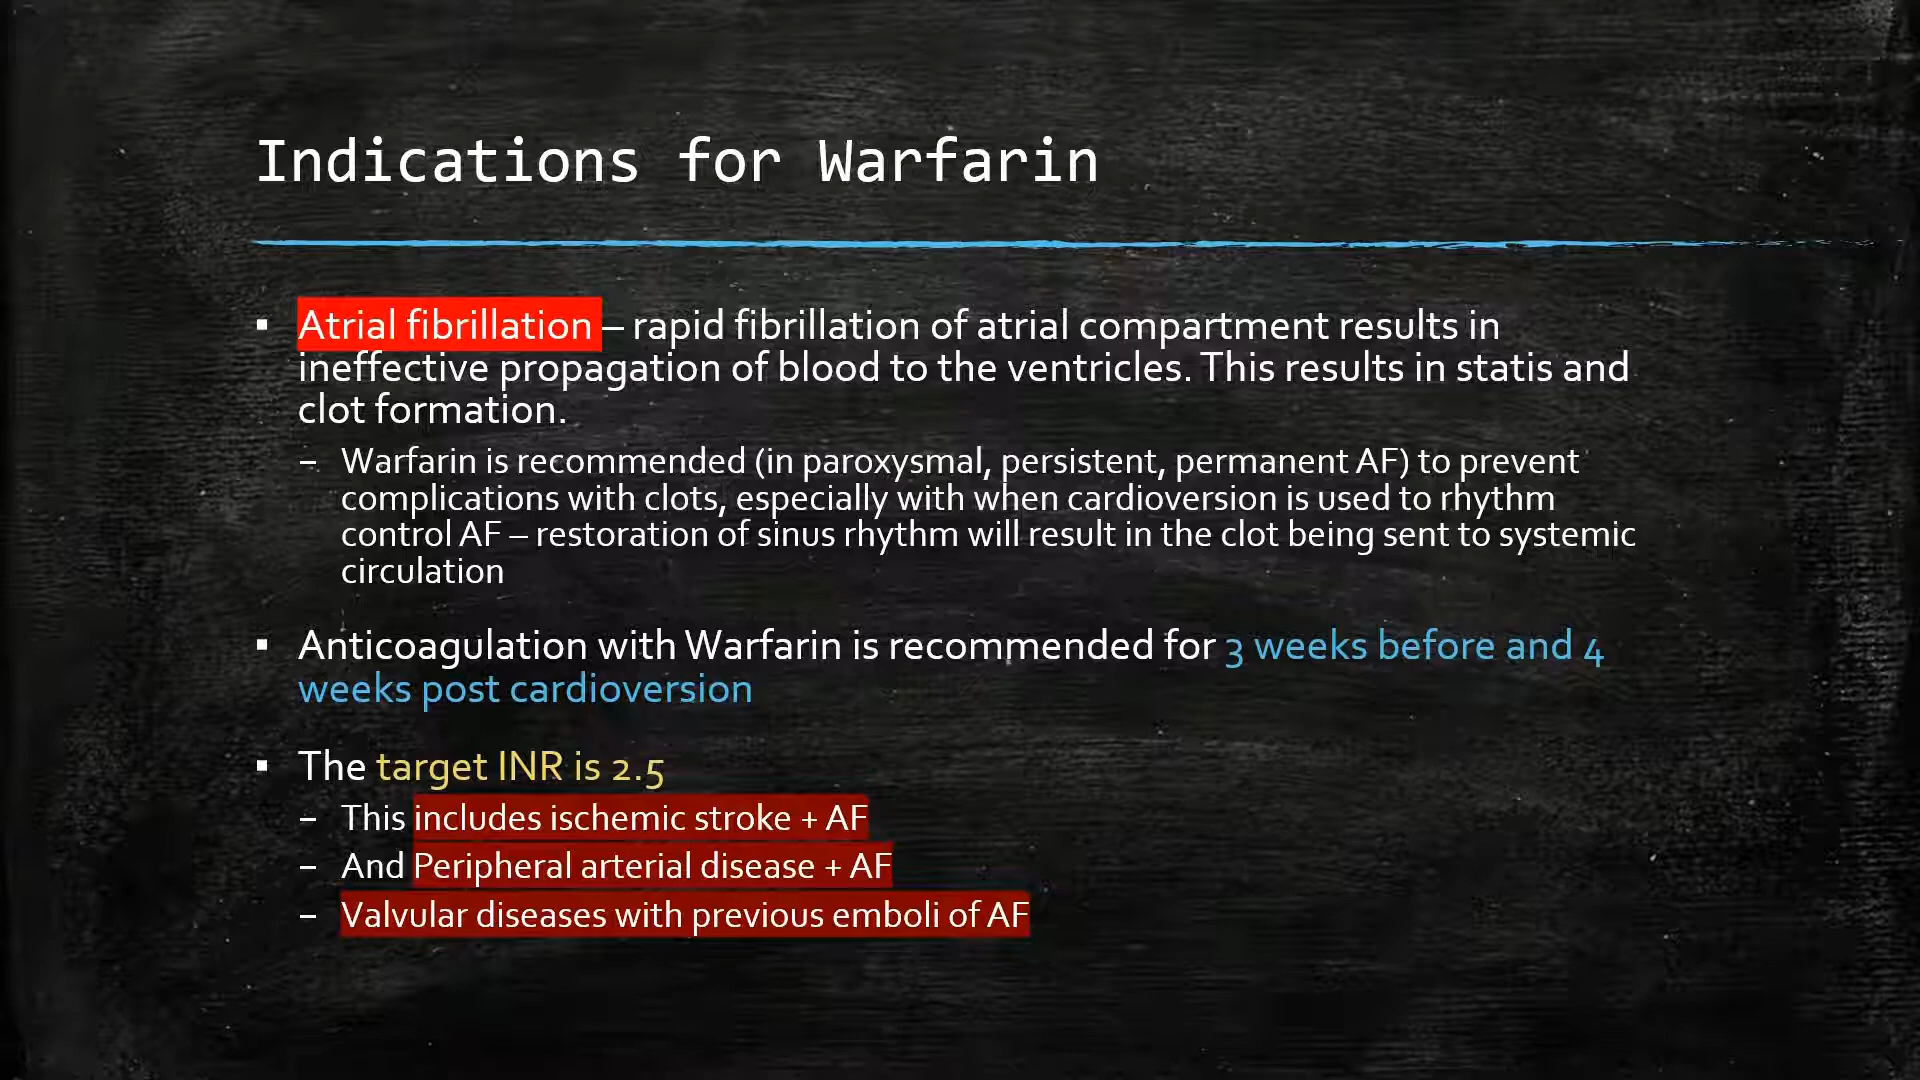 Indications for Warfarin
▪ Atrial fibrillation – rapid fibrillation of atrial compartment results in
ineffective propagation of blood to the ventricles. This results in statis and
clot formation.
– Warfarin is recommended (in paroxysmal, persistent, permanent AF) to prevent
complications with clots, especially with when cardioversion is used to rhythm
control AF – restoration of sinus rhythm will result in the clot being sent to systemic
circulation
▪ Anticoagulation with Warfarin is recommended for 3 weeks before and 4
weeks post cardioversion
▪ The target INR is 2.5
– This includes ischemic stroke + AF
– And Peripheral arterial disease + AF
– Valvular diseases with previous emboli of AF